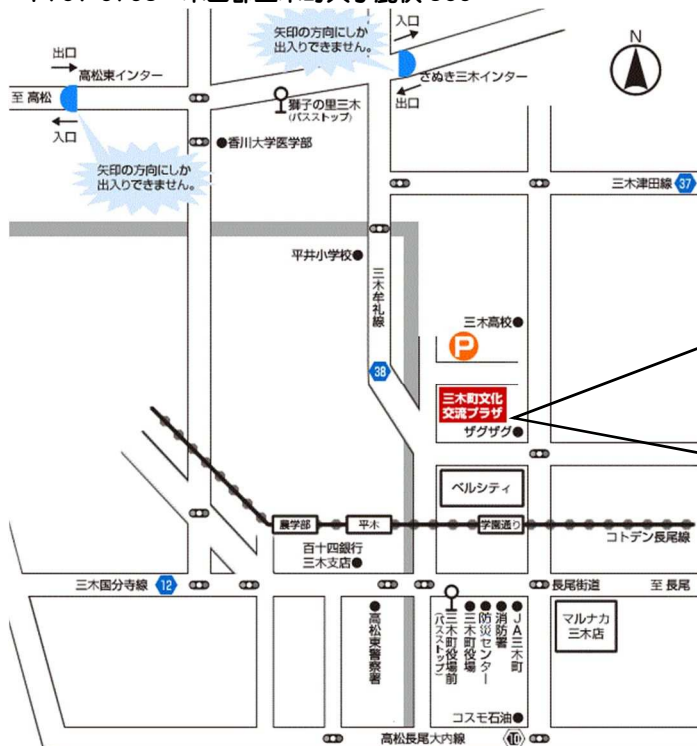 入口
矢印の方向にしか
出入りできません。
N
出口
高松東インター
さぬき三木インター
至 高松
獅子の里三木
(バスストップ)
出口
入口
香川大学医学部
矢印の方向にしか
出入りできません。
三木津田線 37
平井小学校
三木牟礼線
三木高校
P
38
三木町文化
交流プラザ
ザグザグ
ベルシティ
農学部
平木
学園通り
コトデン長尾線
百十四銀行
三木支店
三木国分寺線 12
長尾街道
至 長尾
高松東警察署
三木町役場前
(バスストップ)
三木町役場
防災センター
消防署
JA三木町
マルナカ
三木店
コスモ石油
高松長尾大内線
10